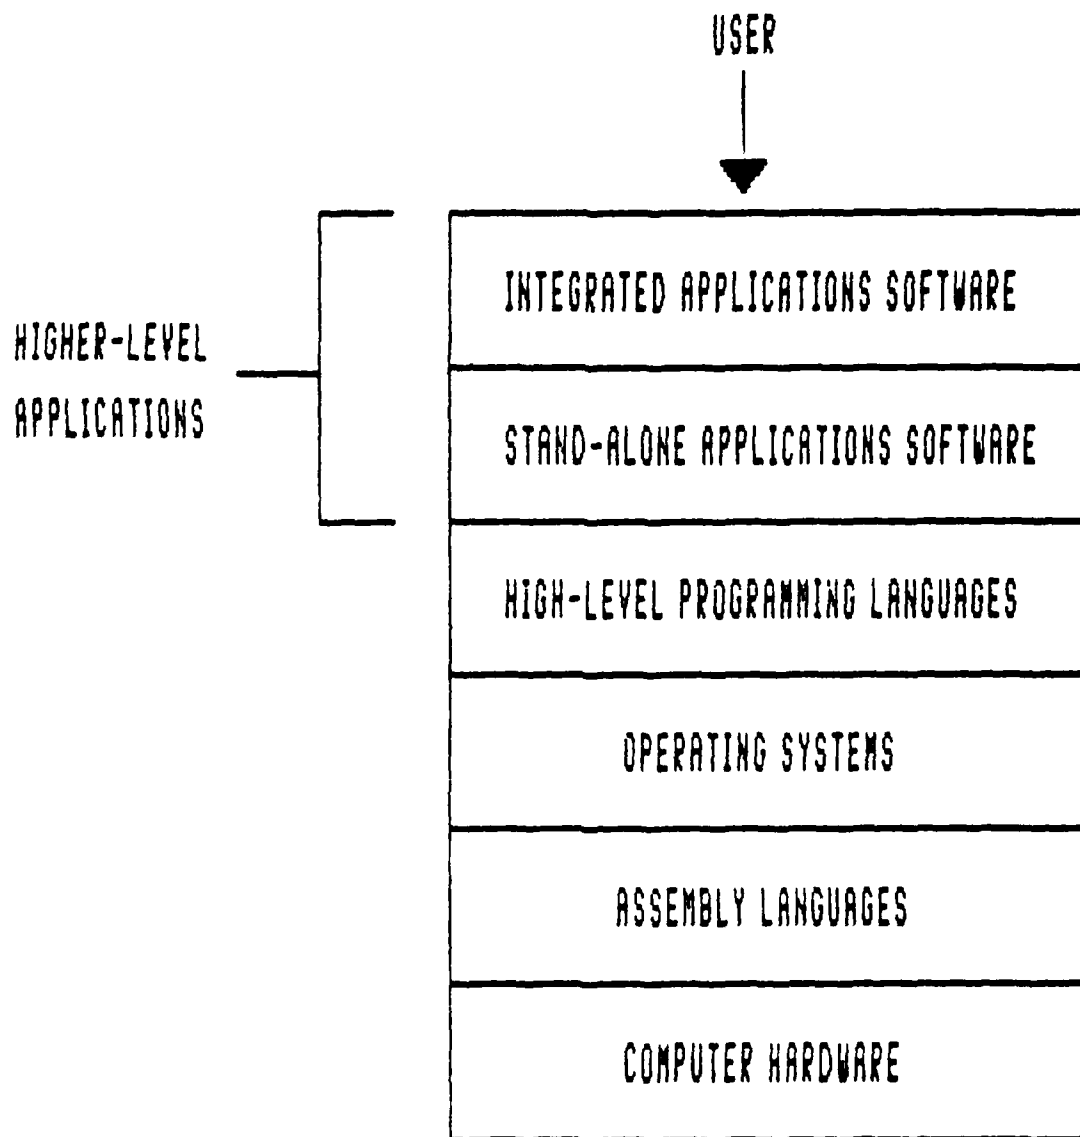 USER
INTEGRATED APPLICATIONS SOFTWARE
HIGHER-LEVEL
APPLICATIONS
STAND-ALONE APPLICATIONS SOFTWARE
HIGH-LEVEL PROGRAMMING LANGUAGES
OPERATING SYSTEMS
ASSEMBLY LANGUAGES
COMPUTER HARDWARE